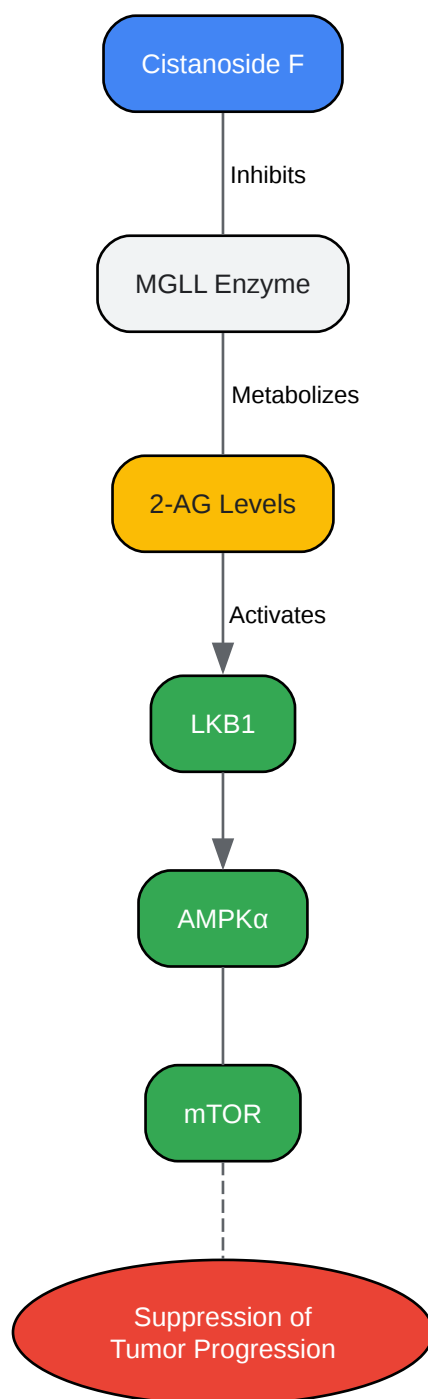 Cistanoside F
Inhibits
MGLL Enzyme
Metabolizes
2-AG Levels
Activates
LKB1
AMPKα
mTOR
Suppression of
Tumor Progression